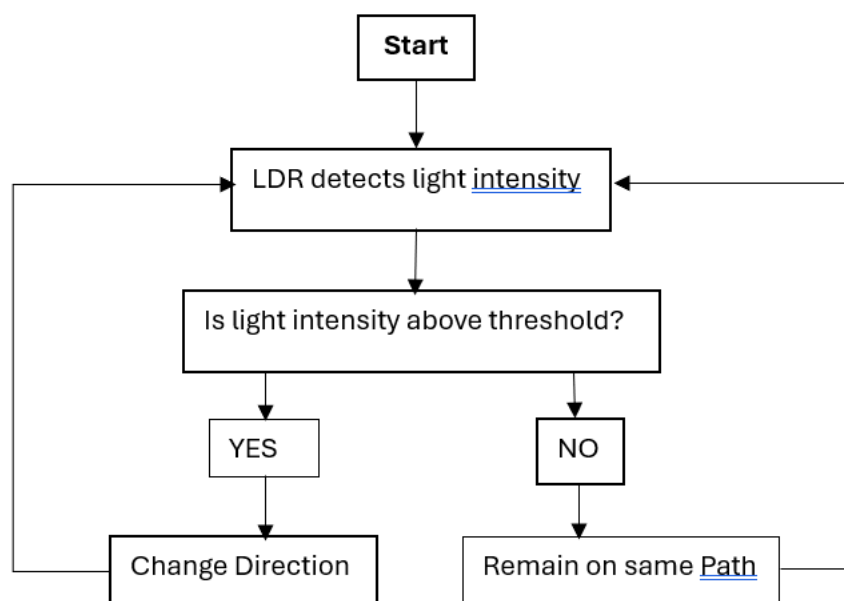 Start
LDR detects light intensity
Is light intensity above threshold?
YES
NO
Change Direction
Remain on same Path